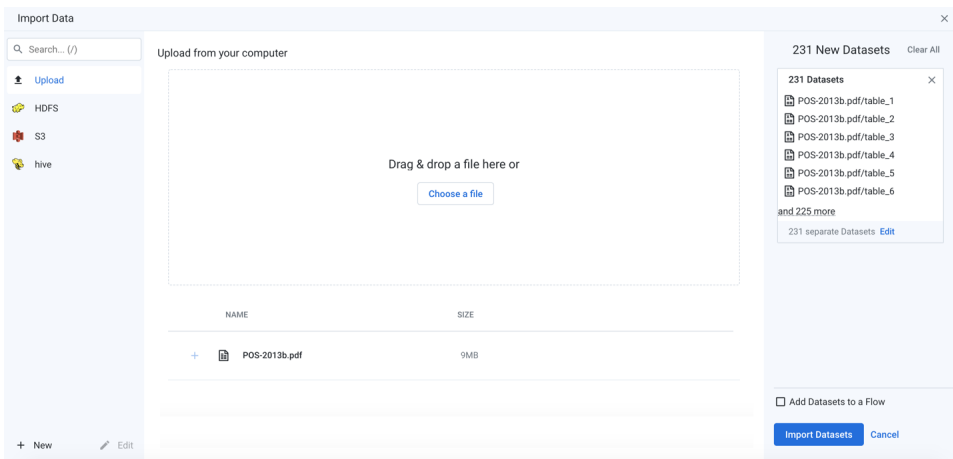 Import Data
Search... (/)
Upload
HDFS
S3
hive
+ New
Edit
Upload from your computer
Drag & drop a file here or
Choose a file
NAME SIZE
+ POS-2013b.pdf 9MB
231 New Datasets Clear All
231 Datasets
POS-2013b.pdf/table_1
POS-2013b.pdf/table_2
POS-2013b.pdf/table_3
POS-2013b.pdf/table_4
POS-2013b.pdf/table_5
POS-2013b.pdf/table_6
and 225 more
231 separate Datasets Edit
Add Datasets to a Flow
Import Datasets Cancel